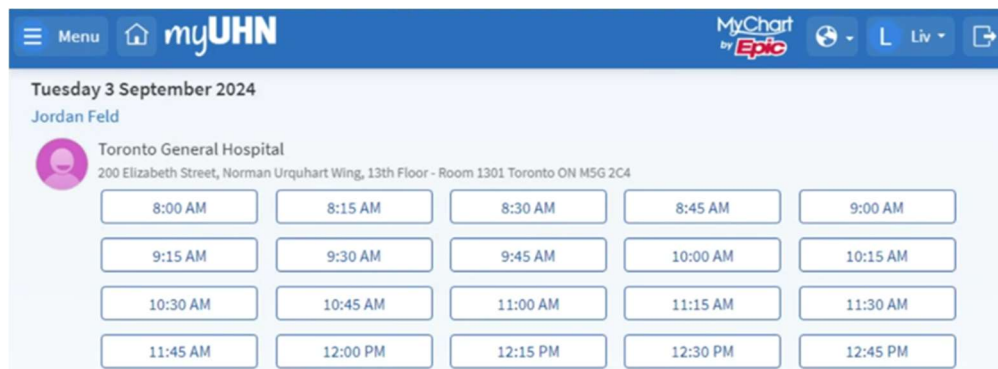 Menu myUHN MyChart by Epic L Liv
Tuesday 3 September 2024
Jordan Feld
Toronto General Hospital
200 Elizabeth Street, Norman Urquhart Wing, 13th Floor - Room 1301 Toronto ON M5G 2C4
8:00 AM 8:15 AM 8:30 AM 8:45 AM 9:00 AM
9:15 AM 9:30 AM 9:45 AM 10:00 AM 10:15 AM
10:30 AM 10:45 AM 11:00 AM 11:15 AM 11:30 AM
11:45 AM 12:00 PM 12:15 PM 12:30 PM 12:45 PM